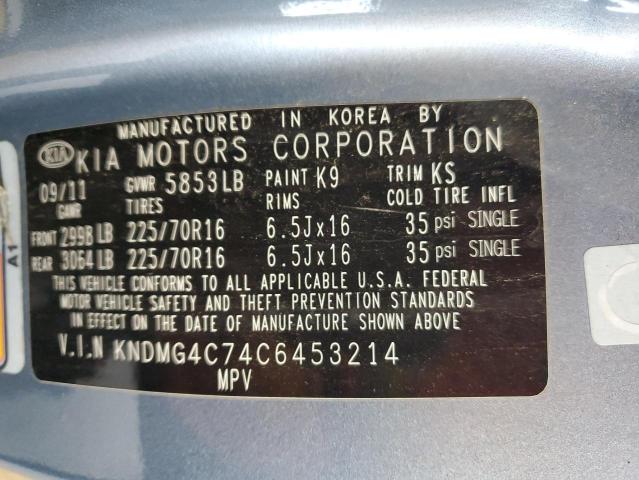 MANUFACTURED IN KOREA BY
KIA KIA MOTORS CORPORATION
09/11 GVWR 5853LB PAINT K9 TRIM KS
GAWR TIRES RIMS COLD TIRE INFL
FRONT 2998 LB 225/70R16 6.5Jx16 35 psi SINGLE
REAR 3064 LB 225/70R16 6.5Jx16 35 psi SINGLE
THIS VEHICLE CONFORMS TO ALL APPLICABLE U.S.A. FEDERAL
MOTOR VEHICLE SAFETY AND THEFT PREVENTION STANDARDS
IN EFFECT ON THE DATE OF MANUFACTURE SHOWN ABOVE
V.I.N KNDMG4C74C6453214
MPV
A1